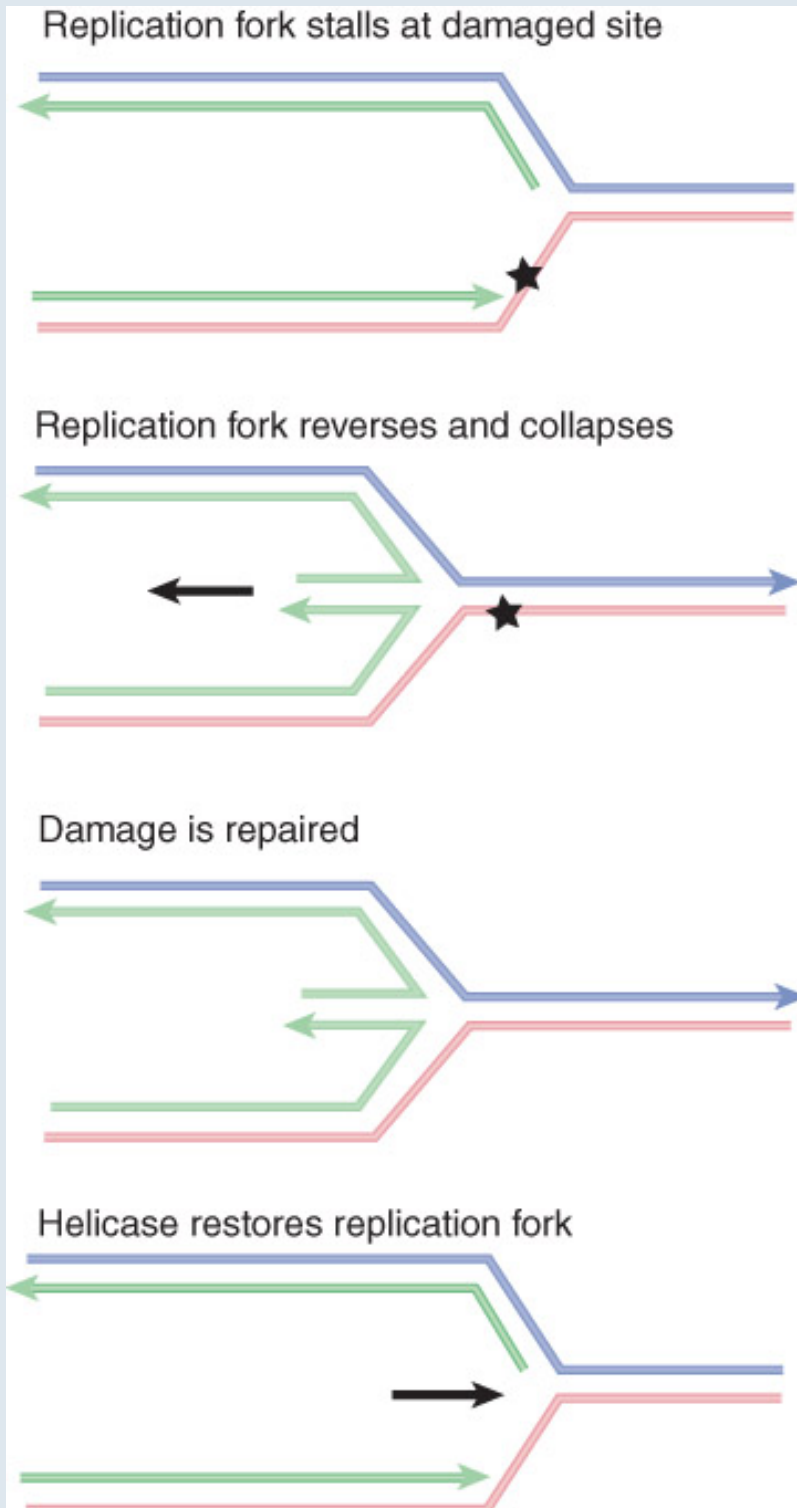 Replication fork stalls at damaged site
Replication fork reverses and collapses
Damage is repaired
Helicase restores replication fork